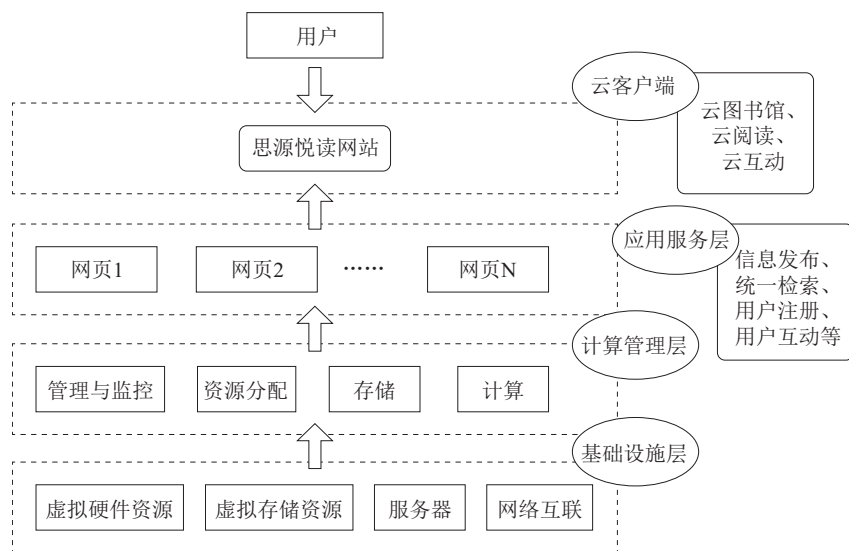 用户
云客户端
云图书馆、
云阅读、
云互动
思源悦读网站
应用服务层
信息发布、
统一检索、
用户注册、
用户互动等
网页1
网页2
……
网页N
计算管理层
管理与监控
资源分配
存储
计算
基础设施层
虚拟硬件资源
虚拟存储资源
服务器
网络互联